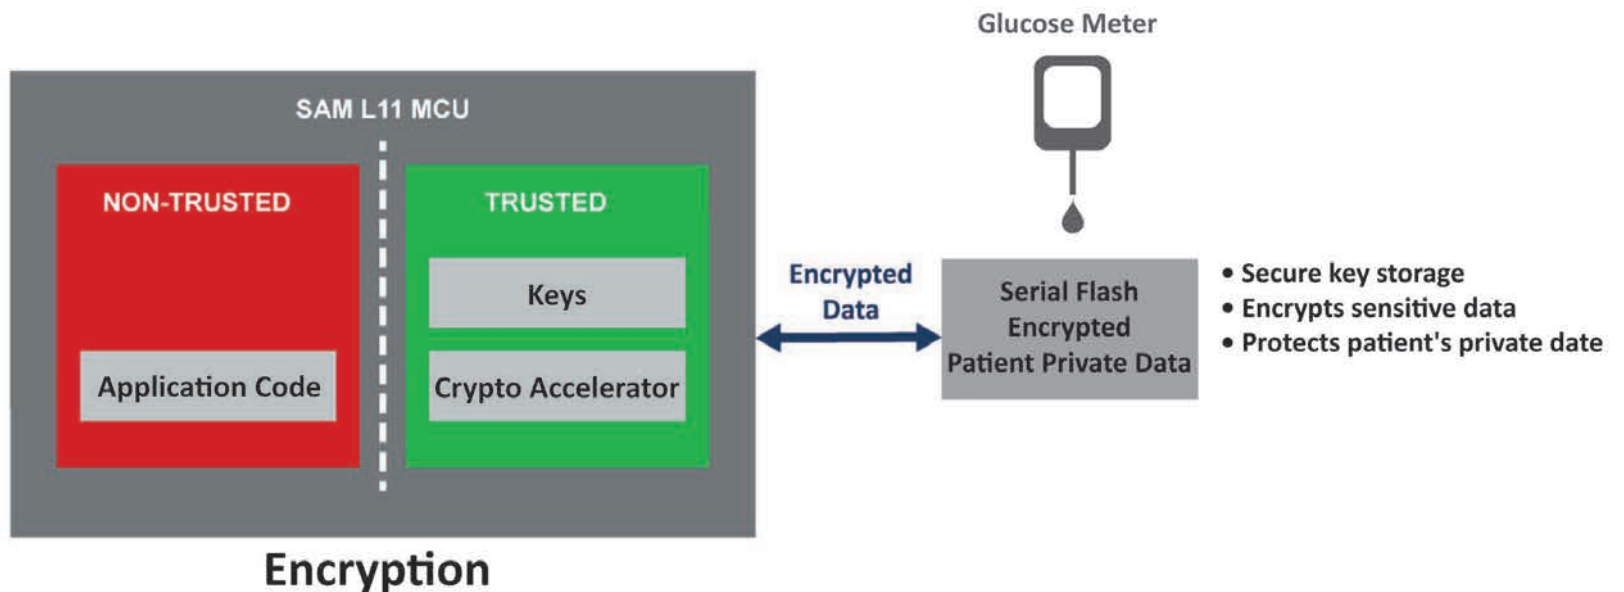 Glucose Meter
SAM L11 MCU
NON-TRUSTED
TRUSTED
Keys
Application Code
Crypto Accelerator
Encrypted
Data
Serial Flash
Encrypted
Patient Private Data
• Secure key storage
• Encrypts sensitive data
• Protects patient's private date
Encryption